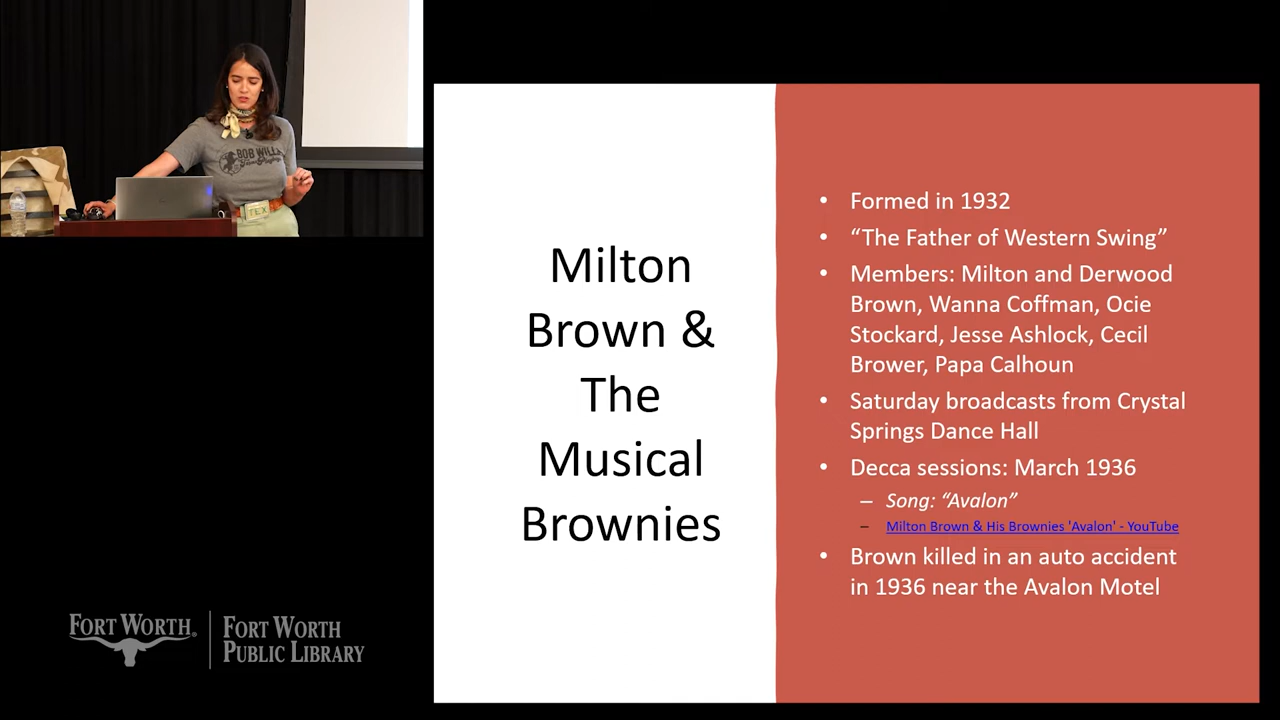 BOB WILLS
TEX
Milton
Brown &
The
Musical
Brownies
• Formed in 1932
• “The Father of Western Swing”
• Members: Milton and Derwood
Brown, Wanna Coffman, Ocie
Stockard, Jesse Ashlock, Cecil
Brower, Papa Calhoun
• Saturday broadcasts from Crystal
Springs Dance Hall
• Decca sessions: March 1936
– Song: “Avalon”
– Milton Brown & His Brownies 'Avalon' - YouTube
• Brown killed in an auto accident
in 1936 near the Avalon Motel
FORT WORTH®
FORT WORTH
PUBLIC LIBRARY